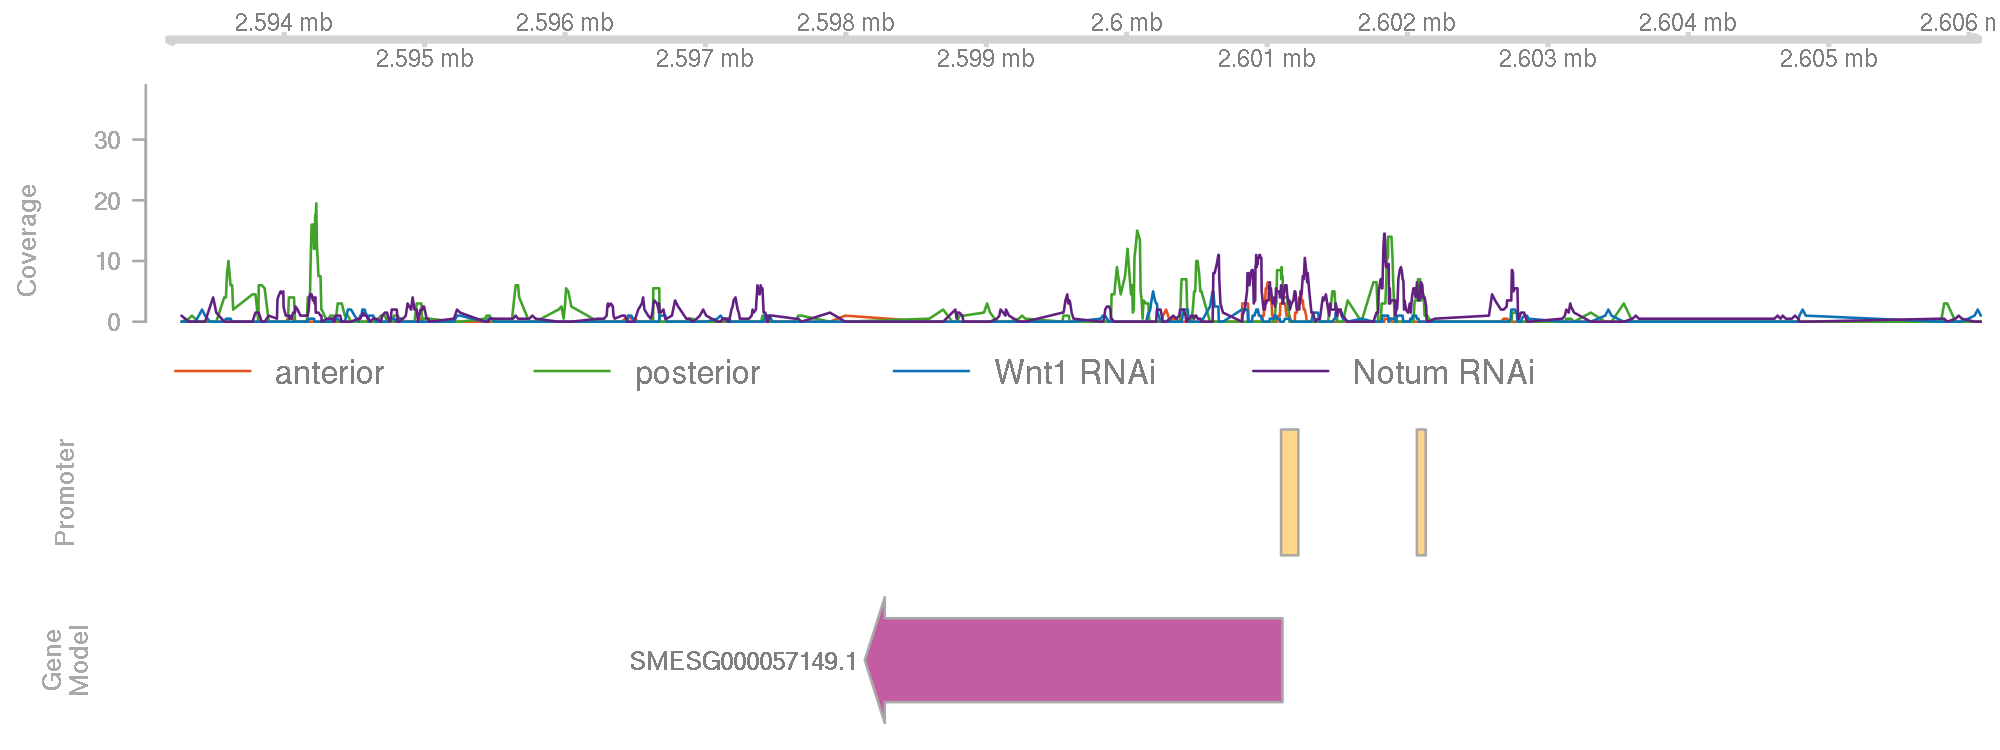 2.594 mb 2.596 mb 2.598 mb 2.6 mb 2.602 mb 2.604 mb 2.606 n
2.595 mb 2.597 mb 2.599 mb 2.601 mb 2.603 mb 2.605 mb
Coverage
30
20
10
0
anterior posterior Wnt1 RNAi Notum RNAi
Promoter
Gene
Model
SMESG000057149.1